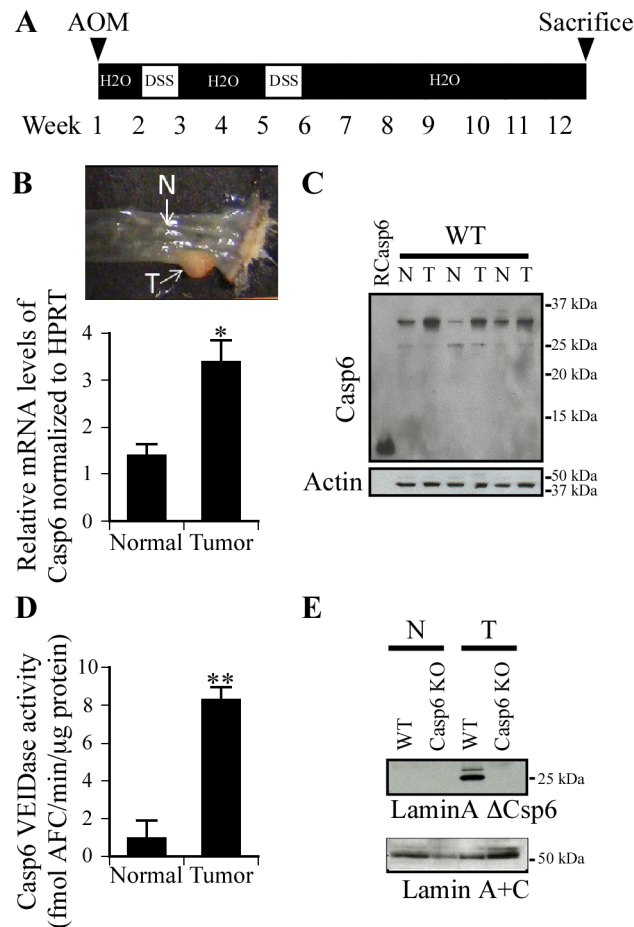 A
AOM
Sacrifice
H2O DSS H2O DSS H2O
Week 1 2 3 4 5 6 7 8 9 10 11 12
B
N
T
Relative mRNA levels of
Casp6 normalized to HPRT
4
3
2
1
0
*
Normal Tumor
C
RCasp6
WT
N T N T N T
Casp6
37 kDa
25 kDa
20 kDa
15 kDa
Actin
50 kDa
37 kDa
D
Casp6 VEIDase activity
(fmol AFC/min/µg protein)
10
8
6
4
2
0
**
Normal Tumor
E
N T
WT
Casp6 KO
WT
Casp6 KO
25 kDa
LaminA ΔCsp6
50 kDa
Lamin A+C